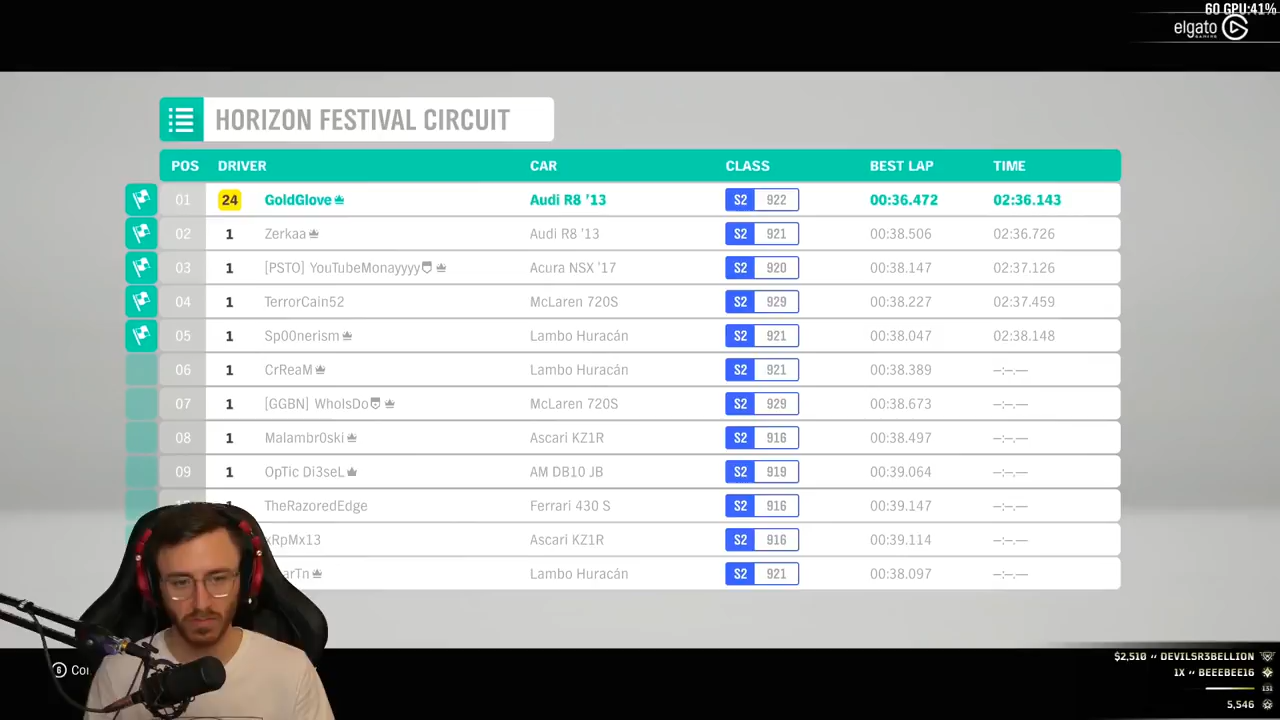 60 GPU:41%
elgato
GAMING
HORIZON FESTIVAL CIRCUIT
POS DRIVER CAR CLASS BEST LAP TIME
01 24 GoldGlove Audi R8 '13 S2 922 00:36.472 02:36.143
02 1 Zerkaa Audi R8 '13 S2 921 00:38.506 02:36.726
03 1 [PSTO] YouTubeMonayyyy Acura NSX '17 S2 920 00:38.147 02:37.126
04 1 TerrorCain52 McLaren 720S S2 929 00:38.227 02:37.459
05 1 Sp00nerism Lambo Huracán S2 921 00:38.047 02:38.148
06 1 CrReaM Lambo Huracán S2 921 00:38.389 --:--.---
07 1 [GGBN] WhoIsDo McLaren 720S S2 929 00:38.673 --:--.---
08 1 Malambr0ski Ascari KZ1R S2 916 00:38.497 --:--.---
09 1 OpTic Di3seL AM DB10 JB S2 919 00:39.064 --:--.---
TheRazoredEdge Ferrari 430 S S2 916 00:39.147 --:--.---
xRpMx13 Ascari KZ1R S2 916 00:39.114 --:--.---
arTn Lambo Huracán S2 921 00:38.097 --:--.---
6 Co
$2,510 DEVILSR3BELLION
1X BEEEBEE16
131
5,546